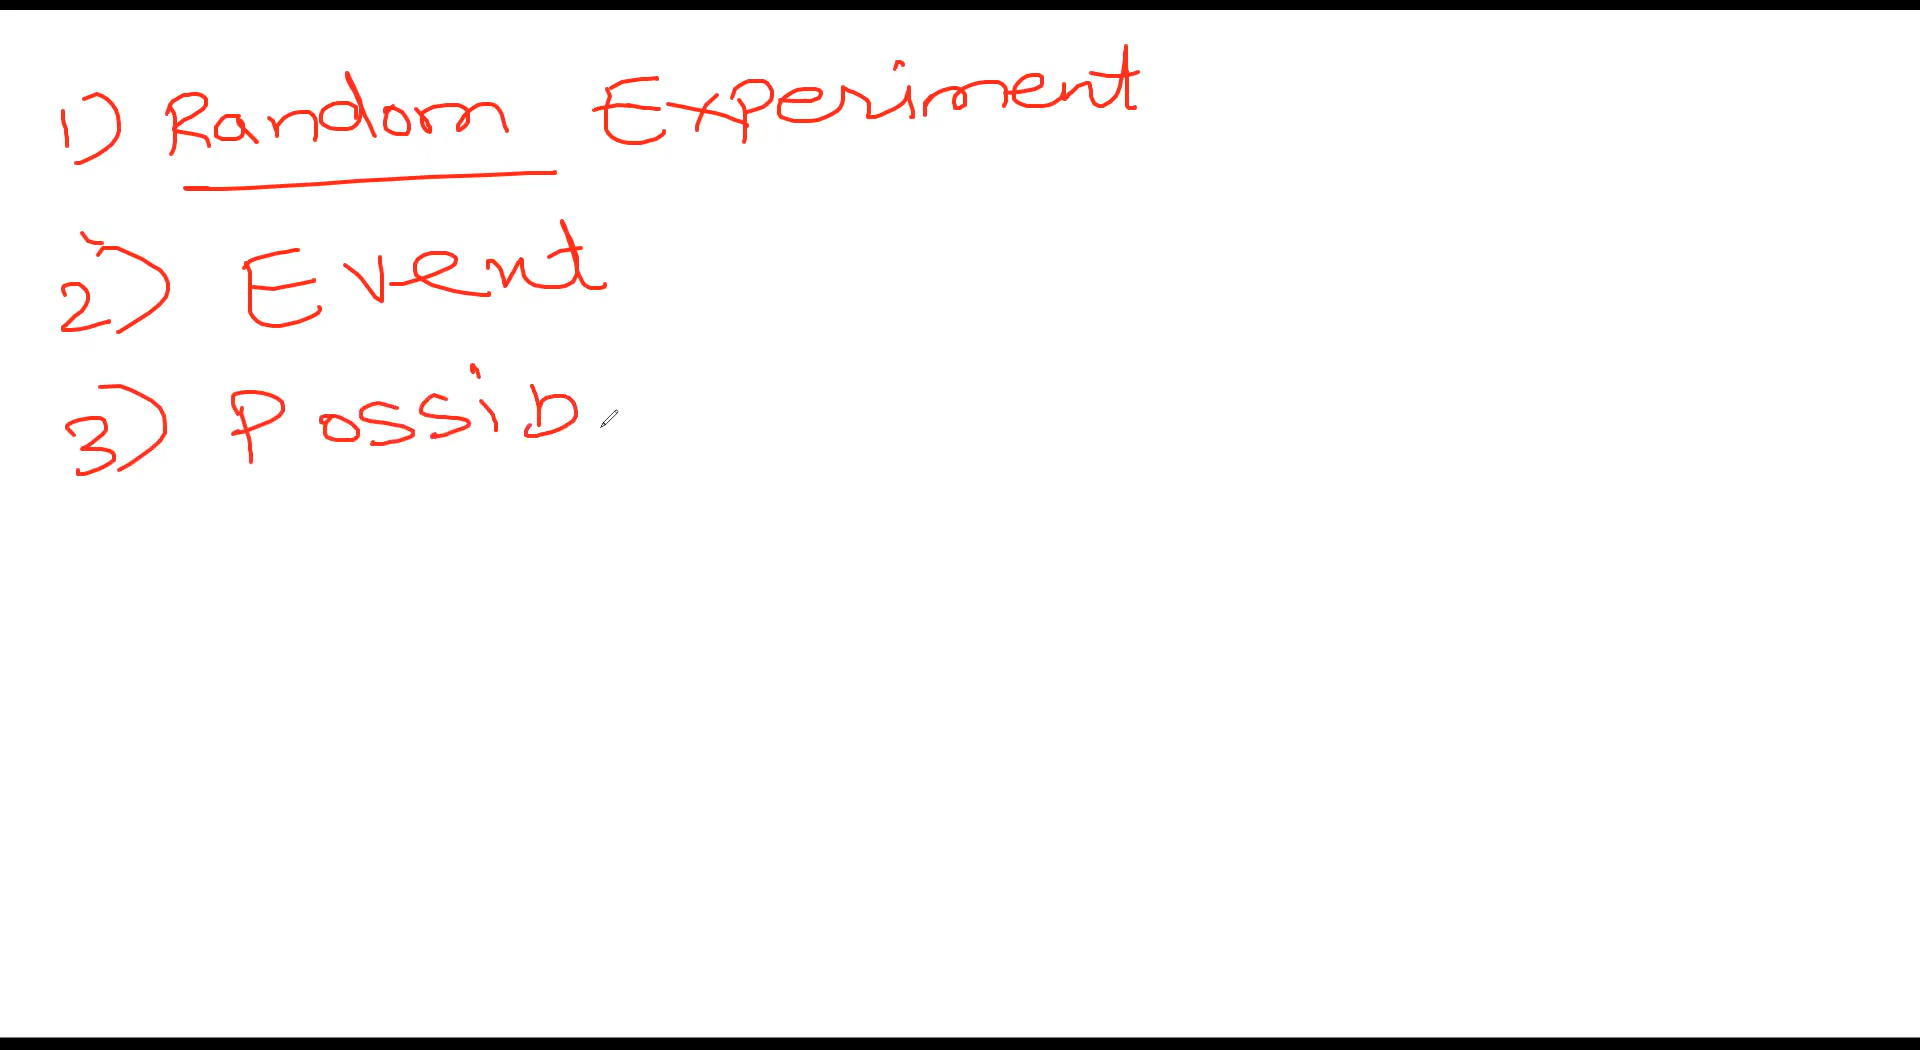 1) Random Experiment
2) Event
3) Possib